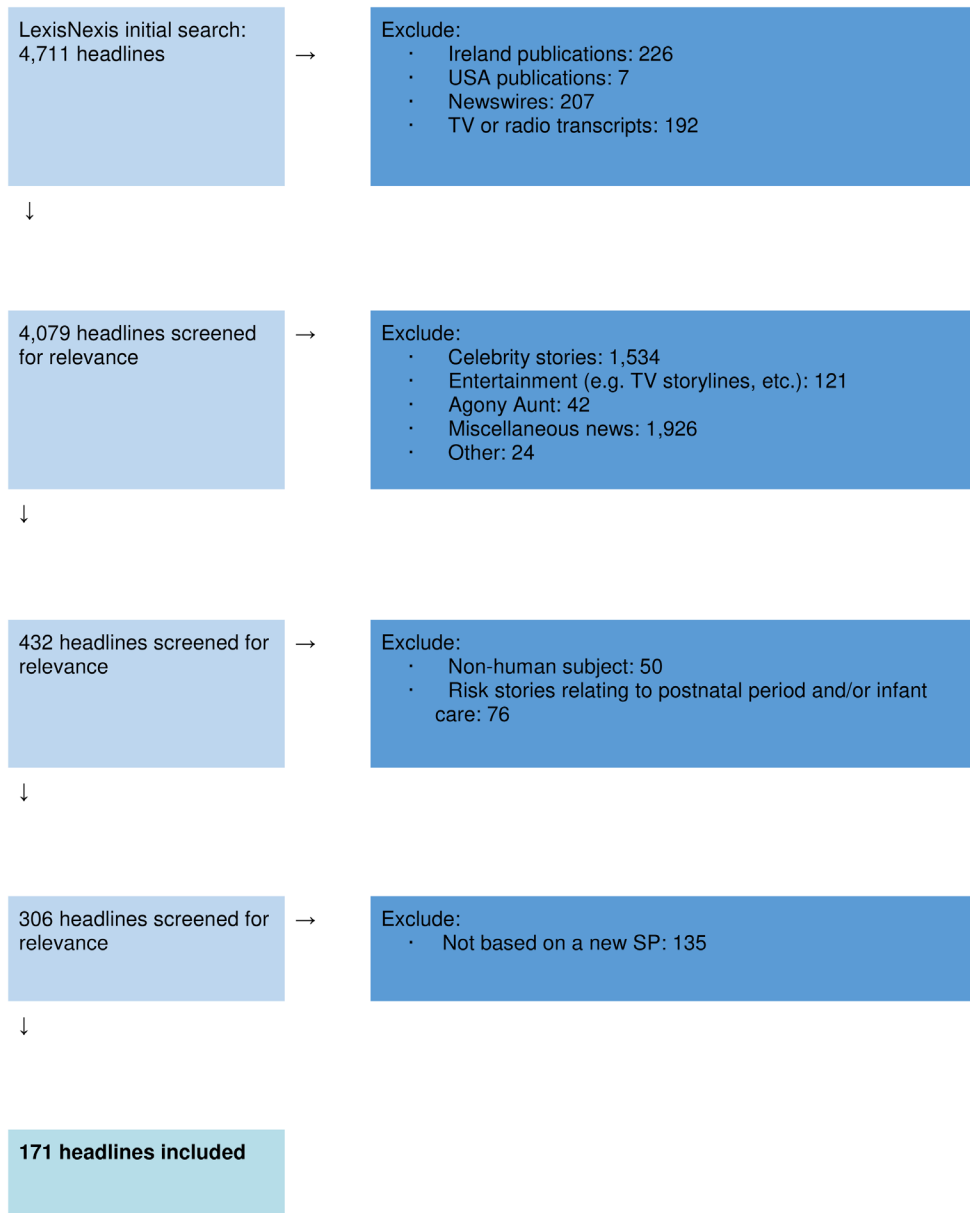 LexisNexis initial search:
4,711 headlines
→
Exclude:
· Ireland publications: 226
· USA publications: 7
· Newswires: 207
· TV or radio transcripts: 192
↓
4,079 headlines screened
for relevance
→
Exclude:
· Celebrity stories: 1,534
· Entertainment (e.g. TV storylines, etc.): 121
· Agony Aunt: 42
· Miscellaneous news: 1,926
· Other: 24
↓
432 headlines screened for
relevance
→
Exclude:
· Non-human subject: 50
· Risk stories relating to postnatal period and/or infant
care: 76
↓
306 headlines screened for
relevance
→
Exclude:
· Not based on a new SP: 135
↓
171 headlines included